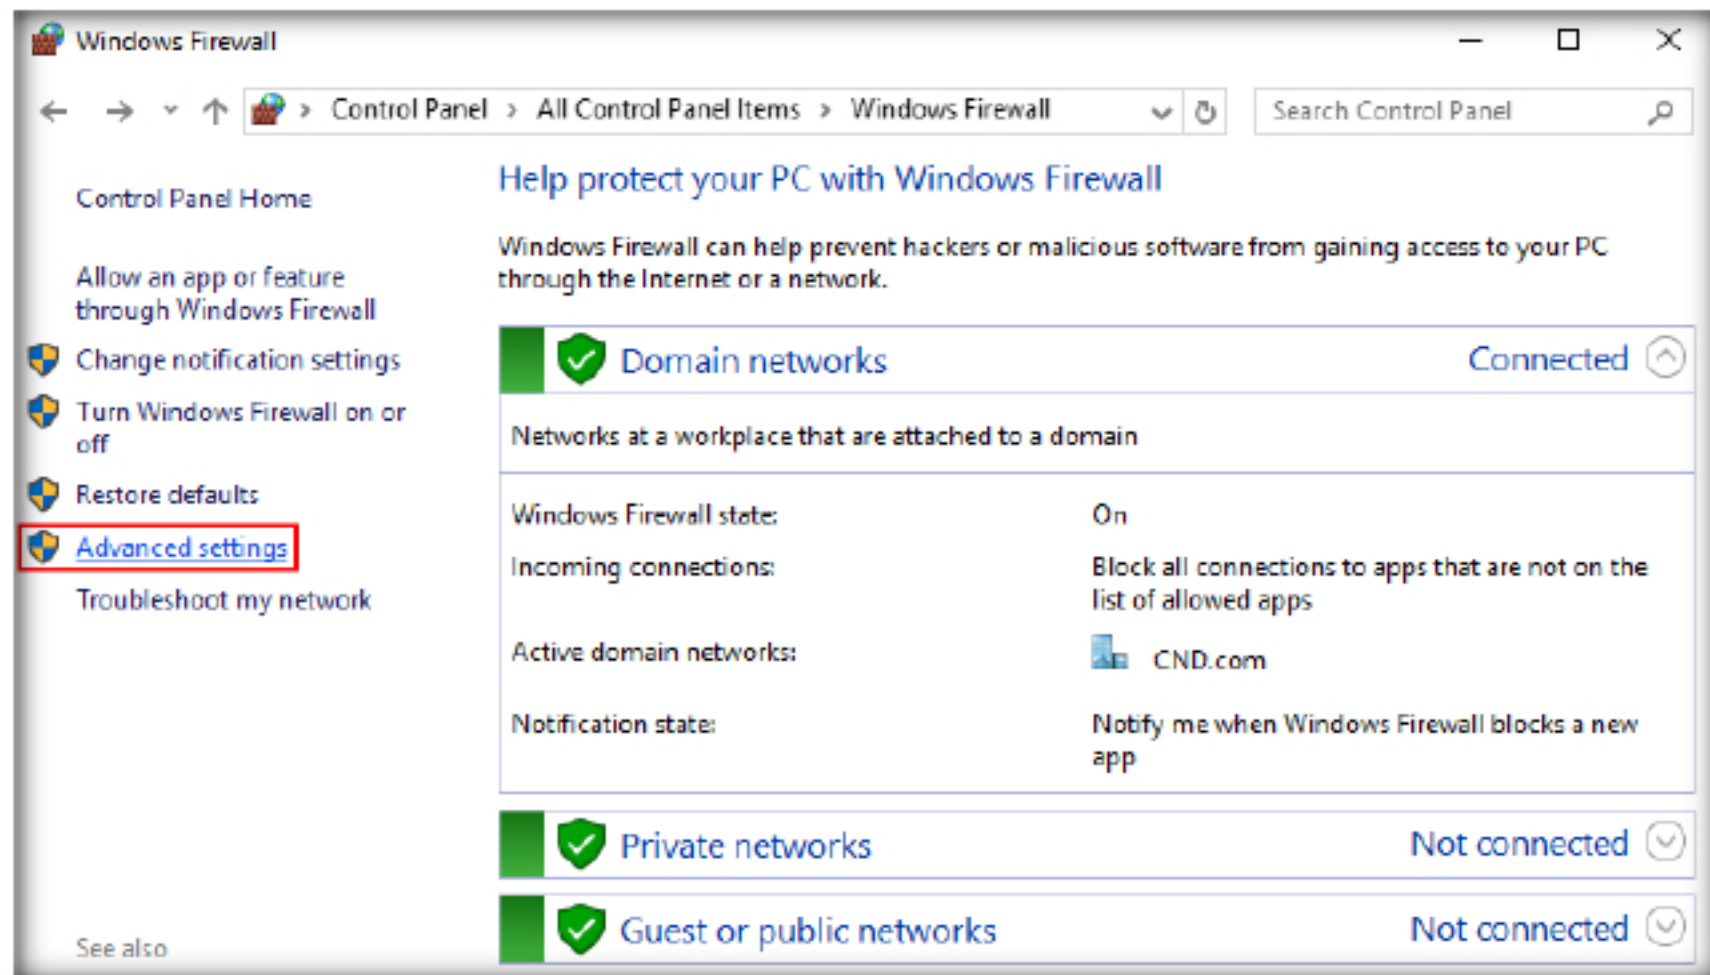 Windows Firewall
Control Panel > All Control Panel Items > Windows Firewall
Search Control Panel
Control Panel Home
Allow an app or feature
through Windows Firewall
Change notification settings
Turn Windows Firewall on or
off
Restore defaults
Advanced settings
Troubleshoot my network
See also
Help protect your PC with Windows Firewall
Windows Firewall can help prevent hackers or malicious software from gaining access to your PC
through the Internet or a network.
Domain networks
Connected
Networks at a workplace that are attached to a domain
Windows Firewall state:
On
Incoming connections:
Block all connections to apps that are not on the
list of allowed apps
Active domain networks:
CND.com
Notification state:
Notify me when Windows Firewall blocks a new
app
Private networks
Not connected
Guest or public networks
Not connected